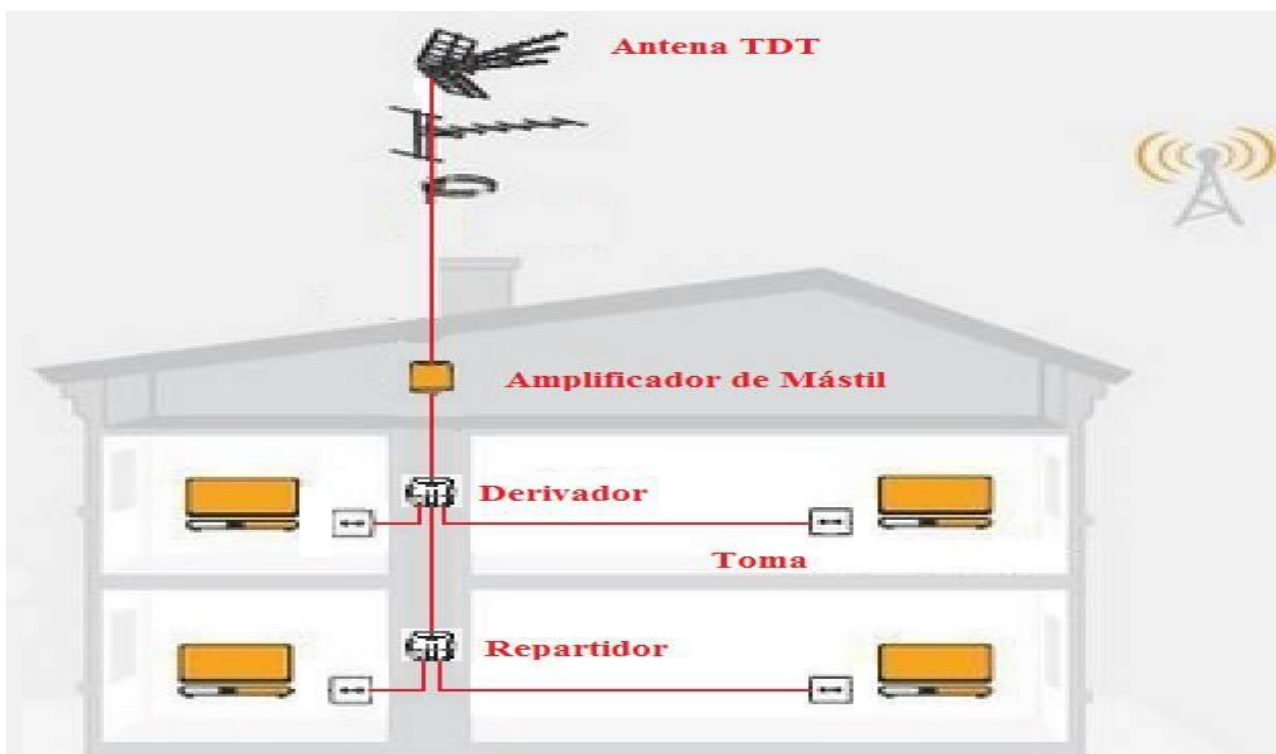 Antena TDT
Amplificador de Mástil
Derivador
Toma
Repartidor